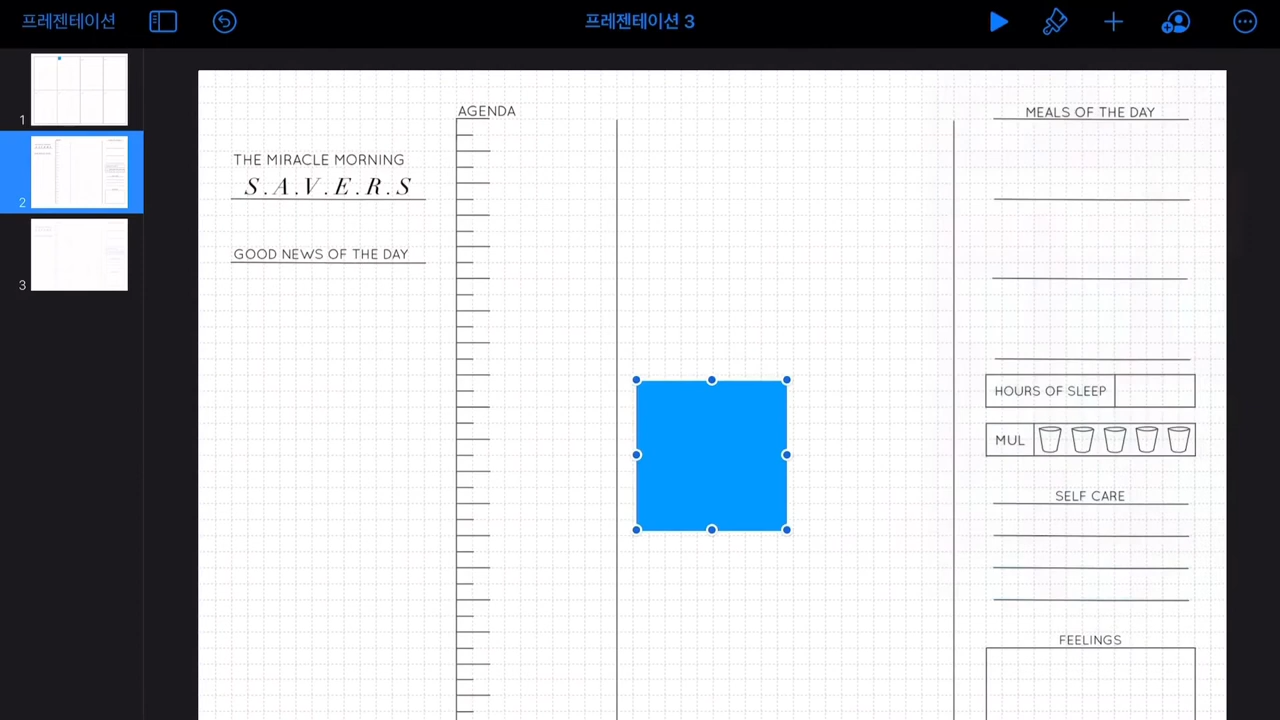 프레젠테이션
프레젠테이션 3
1
2
3
AGENDA
THE MIRACLE MORNING
S.A.V.E.R.S
GOOD NEWS OF THE DAY
MEALS OF THE DAY
HOURS OF SLEEP
MUL
SELF CARE
FEELINGS